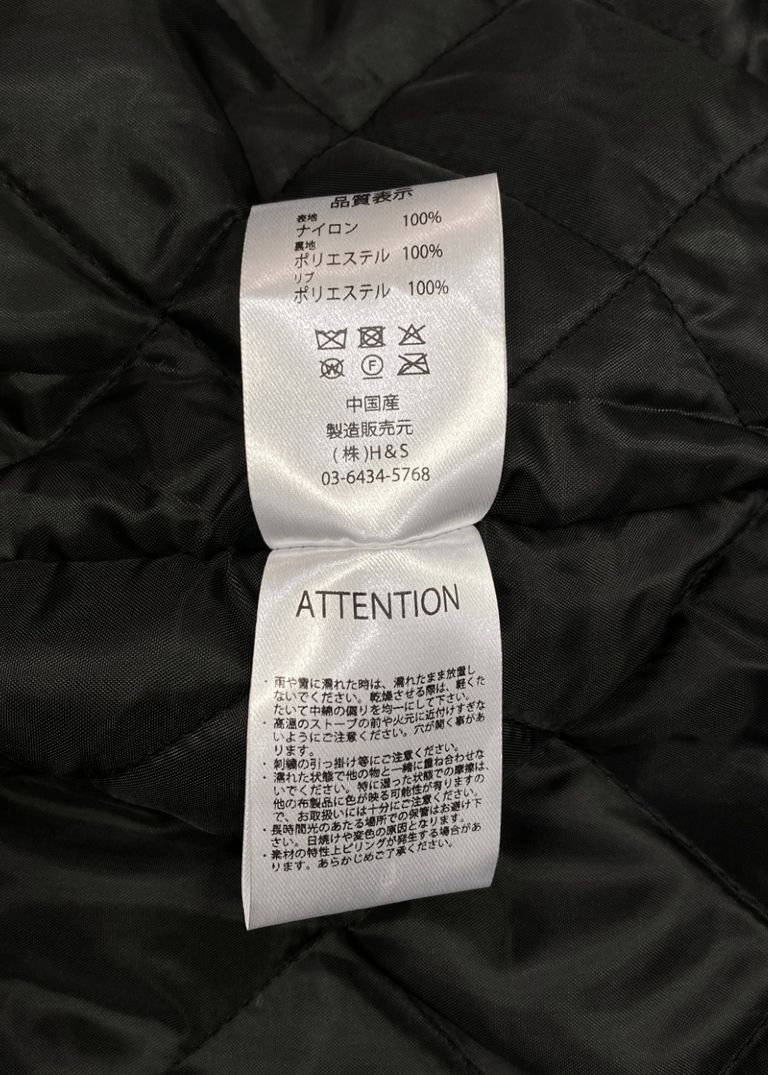 品質表示
表地
ナイロン 100%
裏地
ポリエステル 100%
リブ
ポリエステル 100%
W F
中国産
製造販売元
(株)H&S
03-6434-5768
ATTENTION
・雨や雪に濡れた時は、濡れたまま放置し
ないでください。乾燥させる際は、軽くた
たいて中綿の偏りを均一にして下さい。
・高温のストーブの前や火元に近付けすぎな
いようにご注意ください。穴が開く事があ
ります。
・刺繍の引っ掛け等にご注意ください。
・濡れた状態で他の物と一緒に重ね合わせな
いでください。特に湿った状態での摩擦は、
他の布製品に色が映る可能性が有りますの
で、お取扱いには十分にご注意ください。
・長時間光のあたる場所での保管はお避け下
さい。日焼けや変色の原因となります。
・素材の特性上ピリングが発生する場合があ
ります。あらかじめご了承ください。